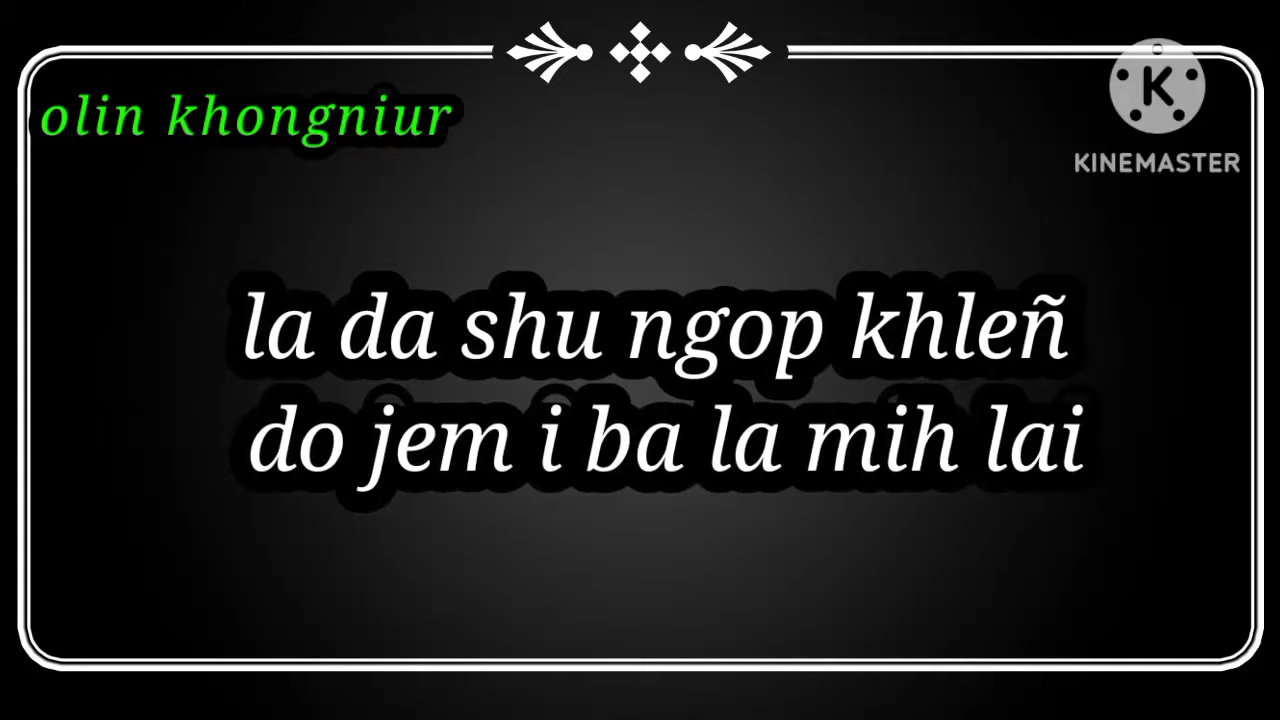 olin khongniur
K
KINEMASTER
la da shu ngop khleñ
do jem i ba la mih lai